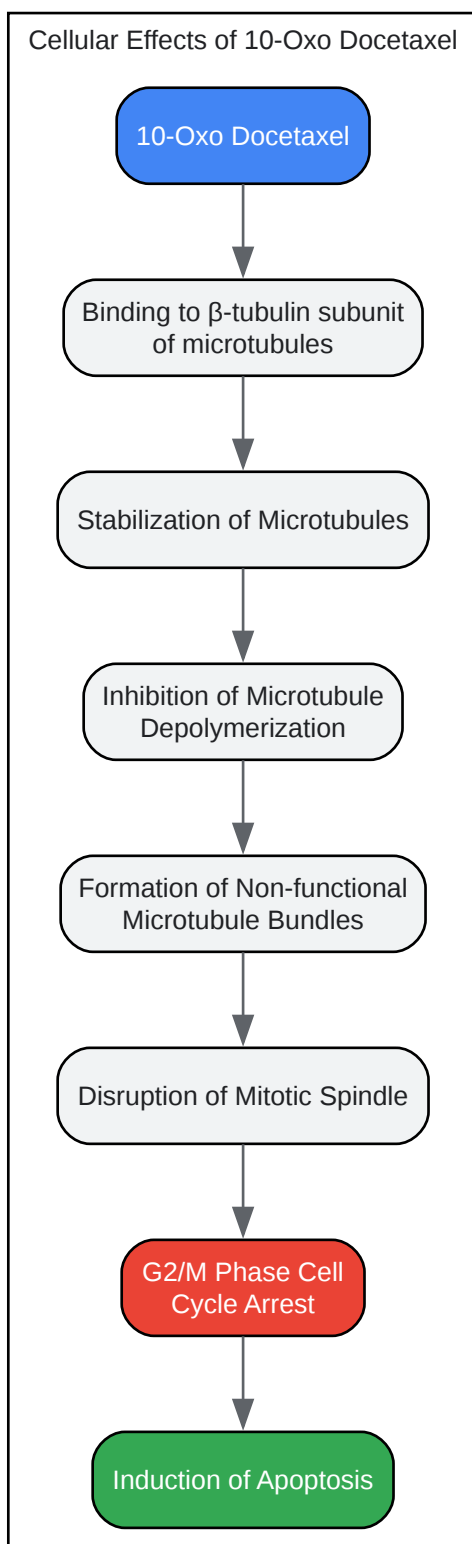 Cellular Effects of 10-Oxo Docetaxel
10-Oxo Docetaxel
Binding to β-tubulin subunit
of microtubules
Stabilization of Microtubules
Inhibition of Microtubule
Depolymerization
Formation of Non-functional
Microtubule Bundles
Disruption of Mitotic Spindle
G2/M Phase Cell
Cycle Arrest
Induction of Apoptosis